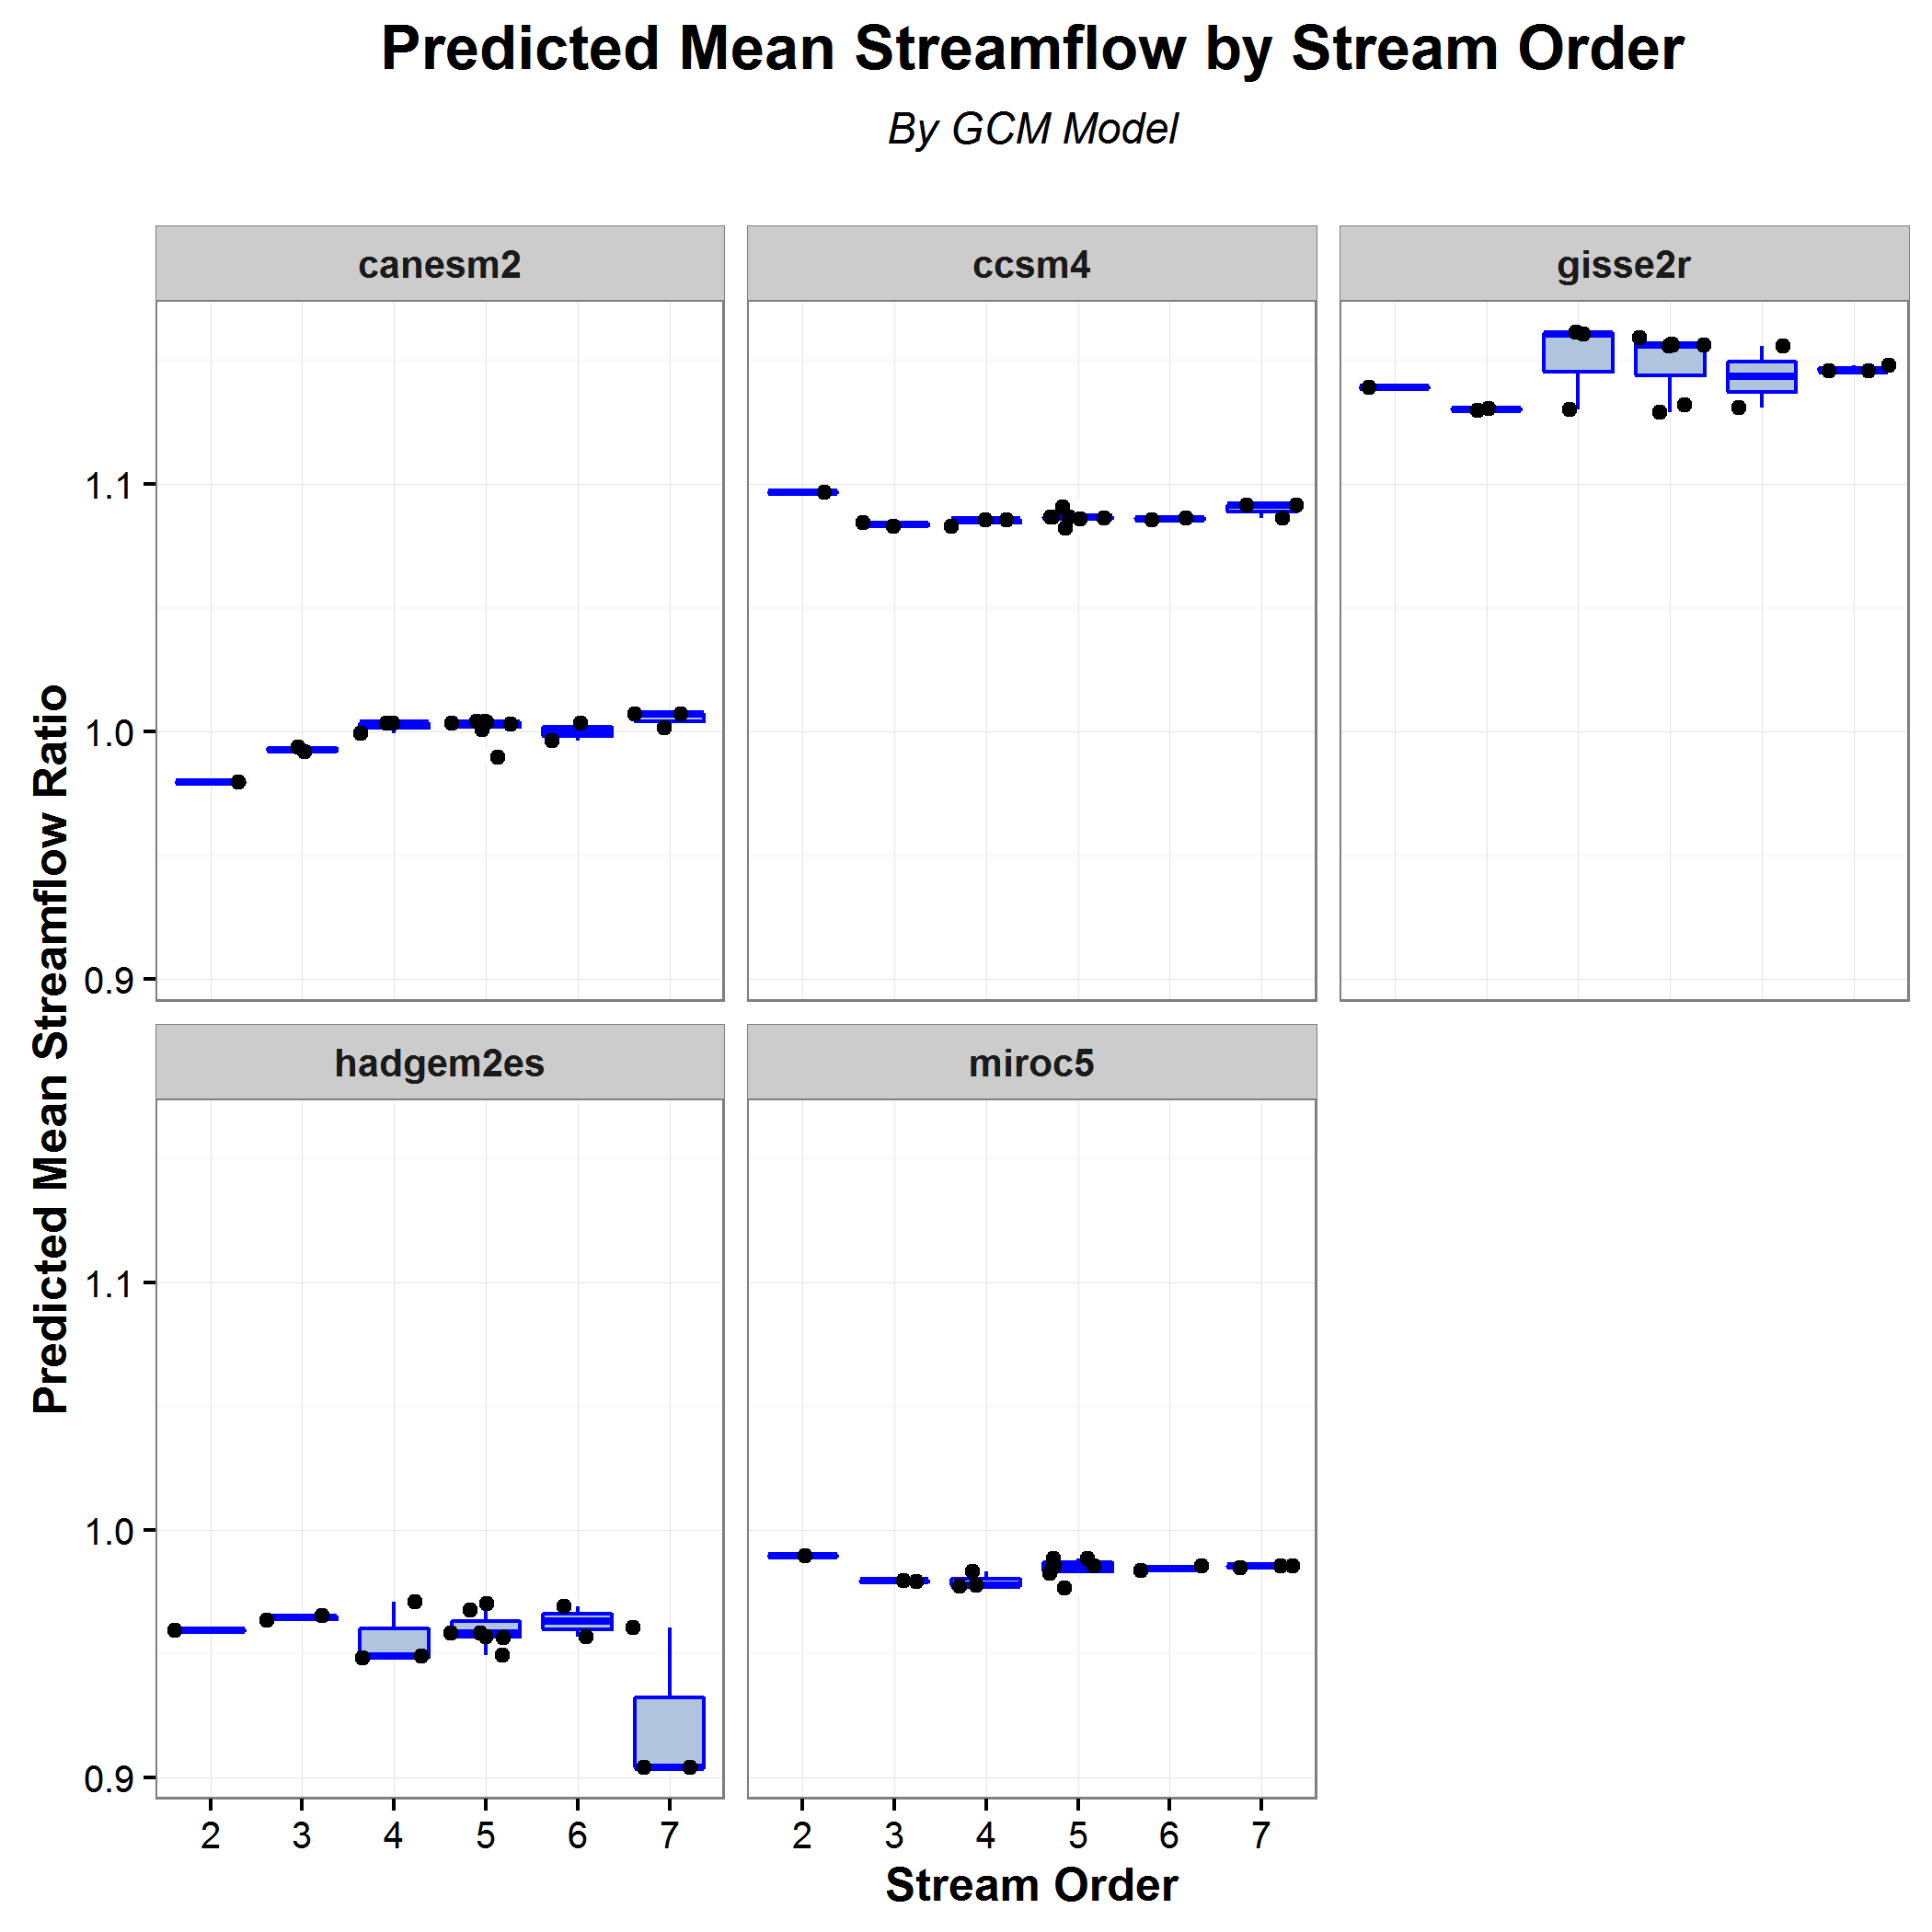 Predicted Mean Streamflow by Stream Order
By GCM Model
canesm2
ccsm4
gisse2r
1.1
1.0
0.9
Predicted Mean Streamflow Ratio
hadgem2es
miroc5
1.1
1.0
0.9
2 3 4 5 6 7
2 3 4 5 6 7
Stream Order